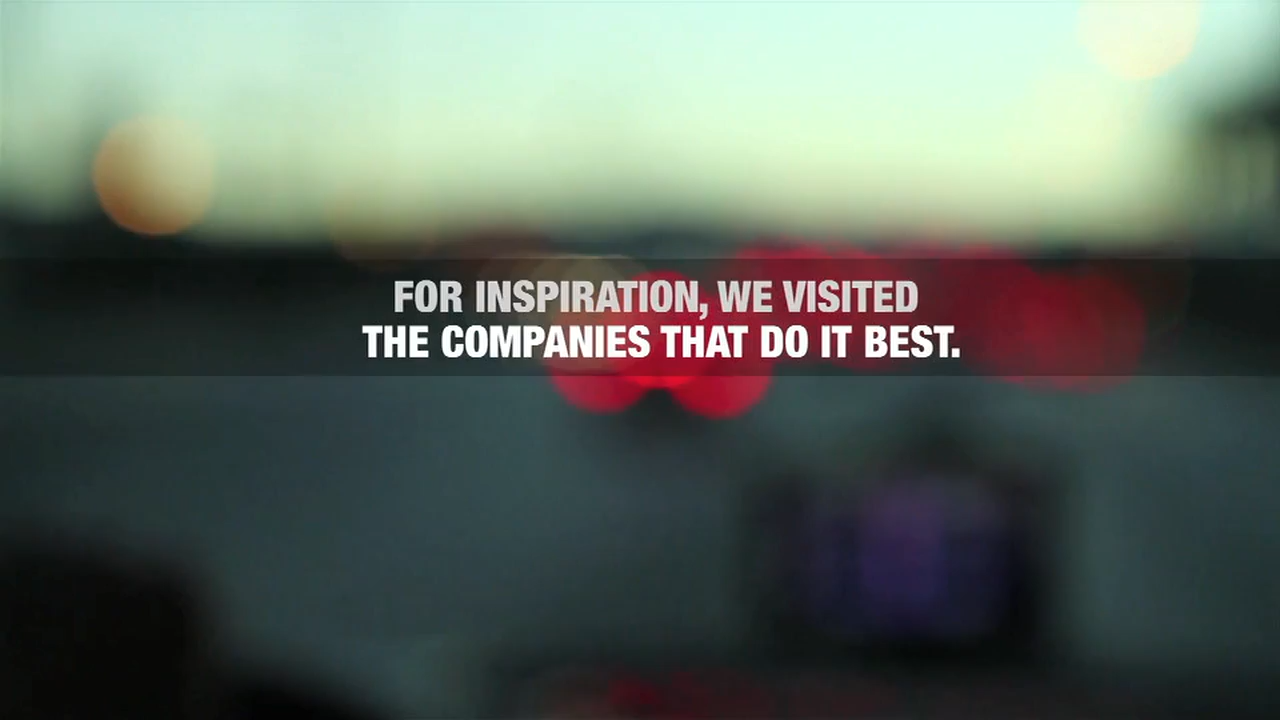 FOR INSPIRATION, WE VISITED
THE COMPANIES THAT DO IT BEST.